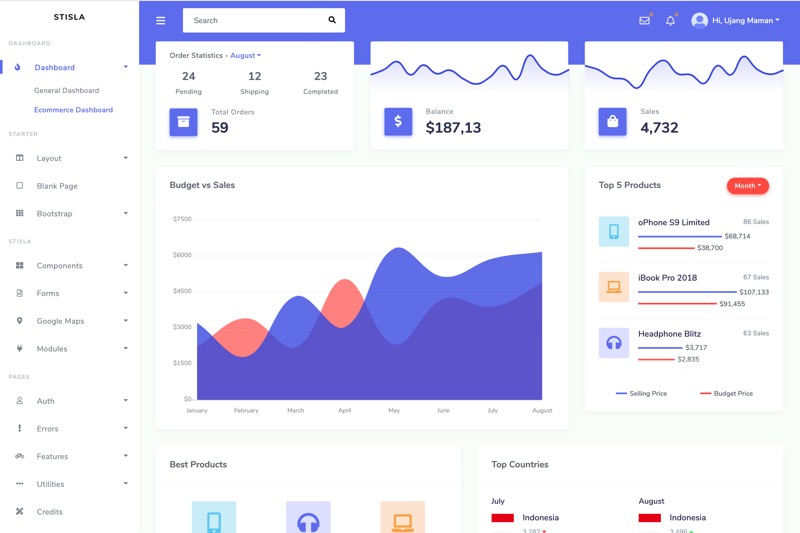 STISLA
DASHBOARD
Dashboard
General Dashboard
Ecommerce Dashboard
STARTER
Layout
Blank Page
Bootstrap
STISLA
Components
Forms
Google Maps
Modules
PAGES
Auth
Errors
Features
Utilities
Credits
Search
Hi, Ujang Maman
Order Statistics - August
24 12 23
Pending Shipping Completed
Total Orders
59
Balance
$187,13
Sales
4,732
Budget vs Sales
$7500
$6000
$4500
$3000
$1500
$0
January February March April May June July August
Top 5 Products
Month
oPhone S9 Limited 86 Sales
$68,714
$38,700
iBook Pro 2018 67 Sales
$107,133
$91,455
Headphone Blitz 63 Sales
$3,717
$2,835
Selling Price Budget Price
Best Products
Top Countries
July August
Indonesia Indonesia
3,282 3,486